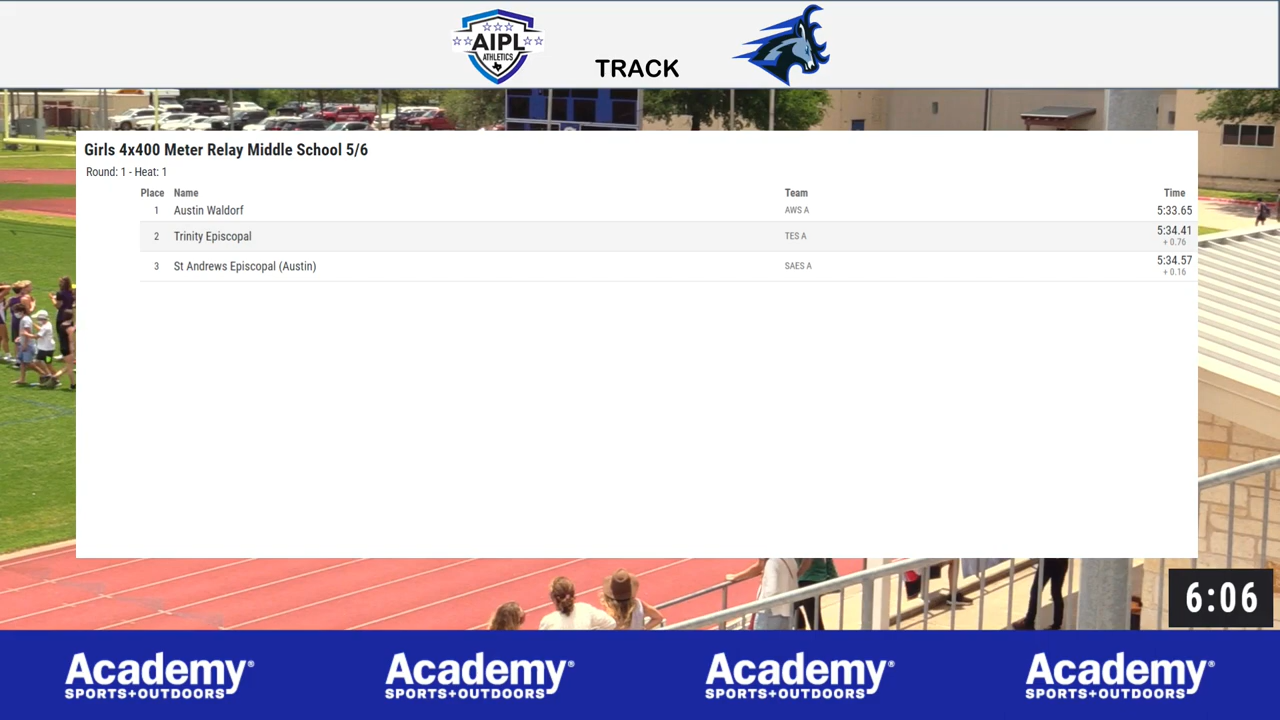 AIPL
ATHLETICS
TRACK
Girls 4x400 Meter Relay Middle School 5/6
Round: 1 - Heat: 1
Place Name Team Time
1 Austin Waldorf AWS A 5:33.65
2 Trinity Episcopal TES A 5:34.41
+ 0.76
3 St Andrews Episcopal (Austin) SAES A 5:34.57
+ 0.16
6:06
Academy® Academy® Academy® Academy®
SPORTS+OUTDOORS SPORTS+OUTDOORS SPORTS+OUTDOORS SPORTS+OUTDOORS